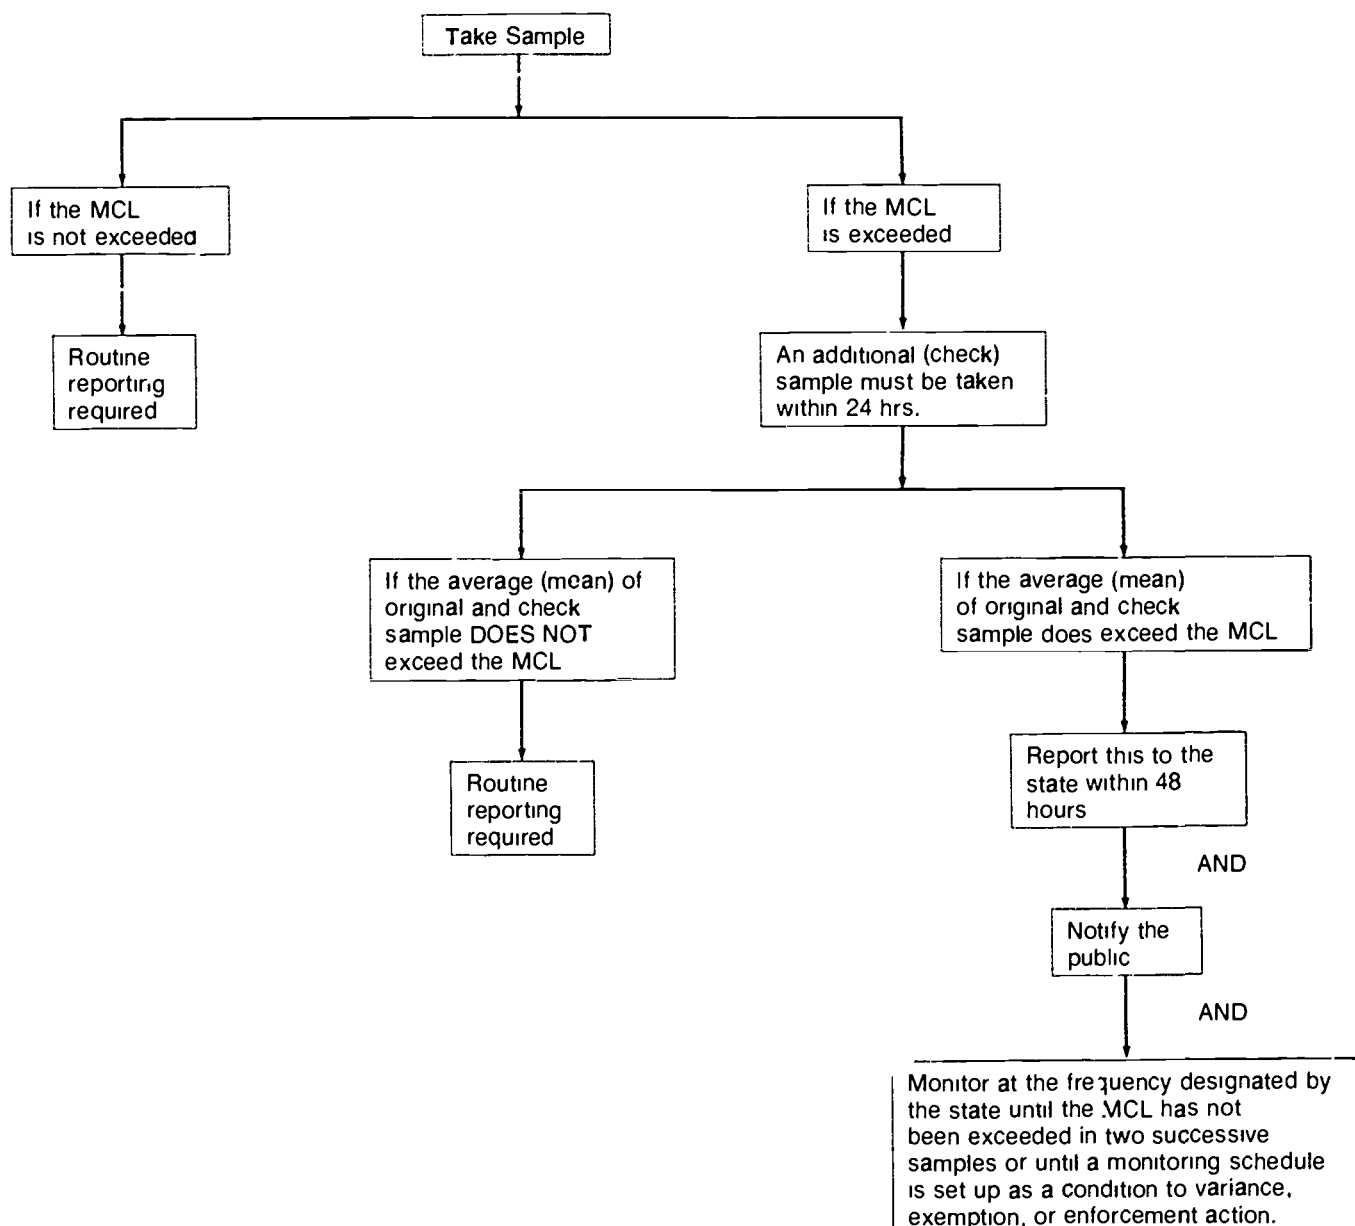 Take Sample
If the MCL
is not exceeded
If the MCL
is exceeded
Routine
reporting
required
An additional (check)
sample must be taken
within 24 hrs.
If the average (mean) of
original and check
sample DOES NOT
exceed the MCL
If the average (mean)
of original and check
sample does exceed the MCL
Routine
reporting
required
Report this to the
state within 48
hours
AND
Notify the
public
AND
Monitor at the frequency designated by
the state until the MCL has not
been exceeded in two successive
samples or until a monitoring schedule
is set up as a condition to variance,
exemption, or enforcement action.